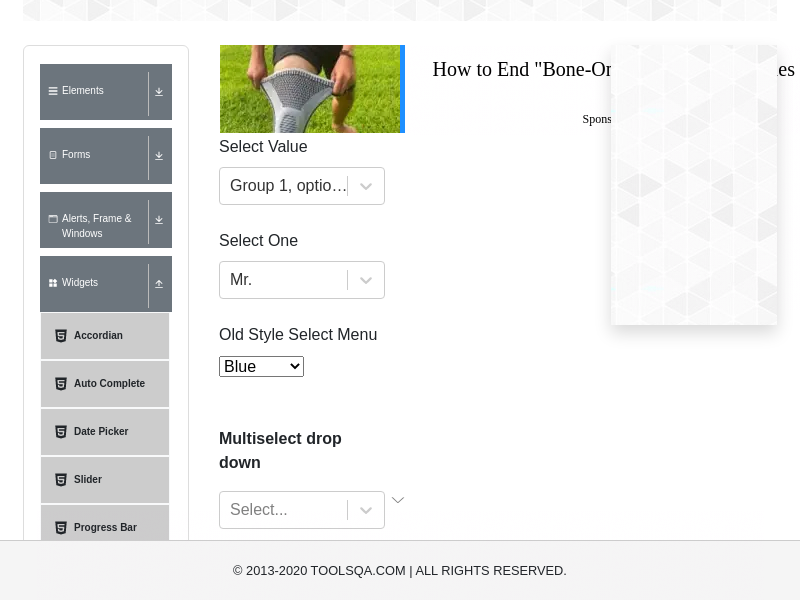 Elements
Forms
Alerts, Frame &
Windows
Widgets
Accordian
Auto Complete
Date Picker
Slider
Progress Bar
How to End "Bone-On
es
Spons
Select Value
Group 1, optio...
Select One
Mr.
Old Style Select Menu
Blue
Multiselect drop
down
Select...
© 2013-2020 TOOLSQA.COM | ALL RIGHTS RESERVED.